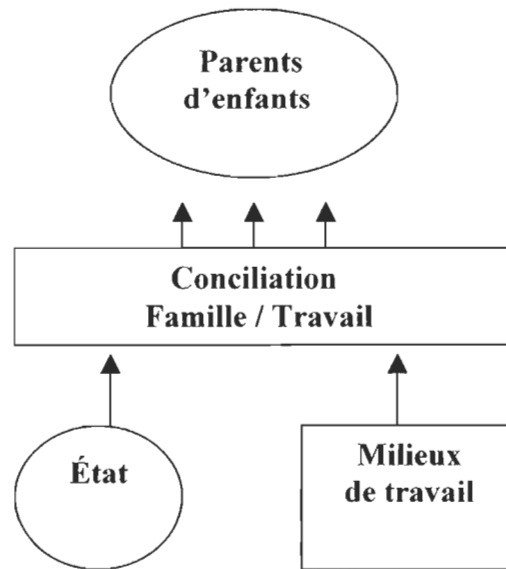 Parents
d'enfants
Conciliation
Famille / Travail
État
Milieux
de travail